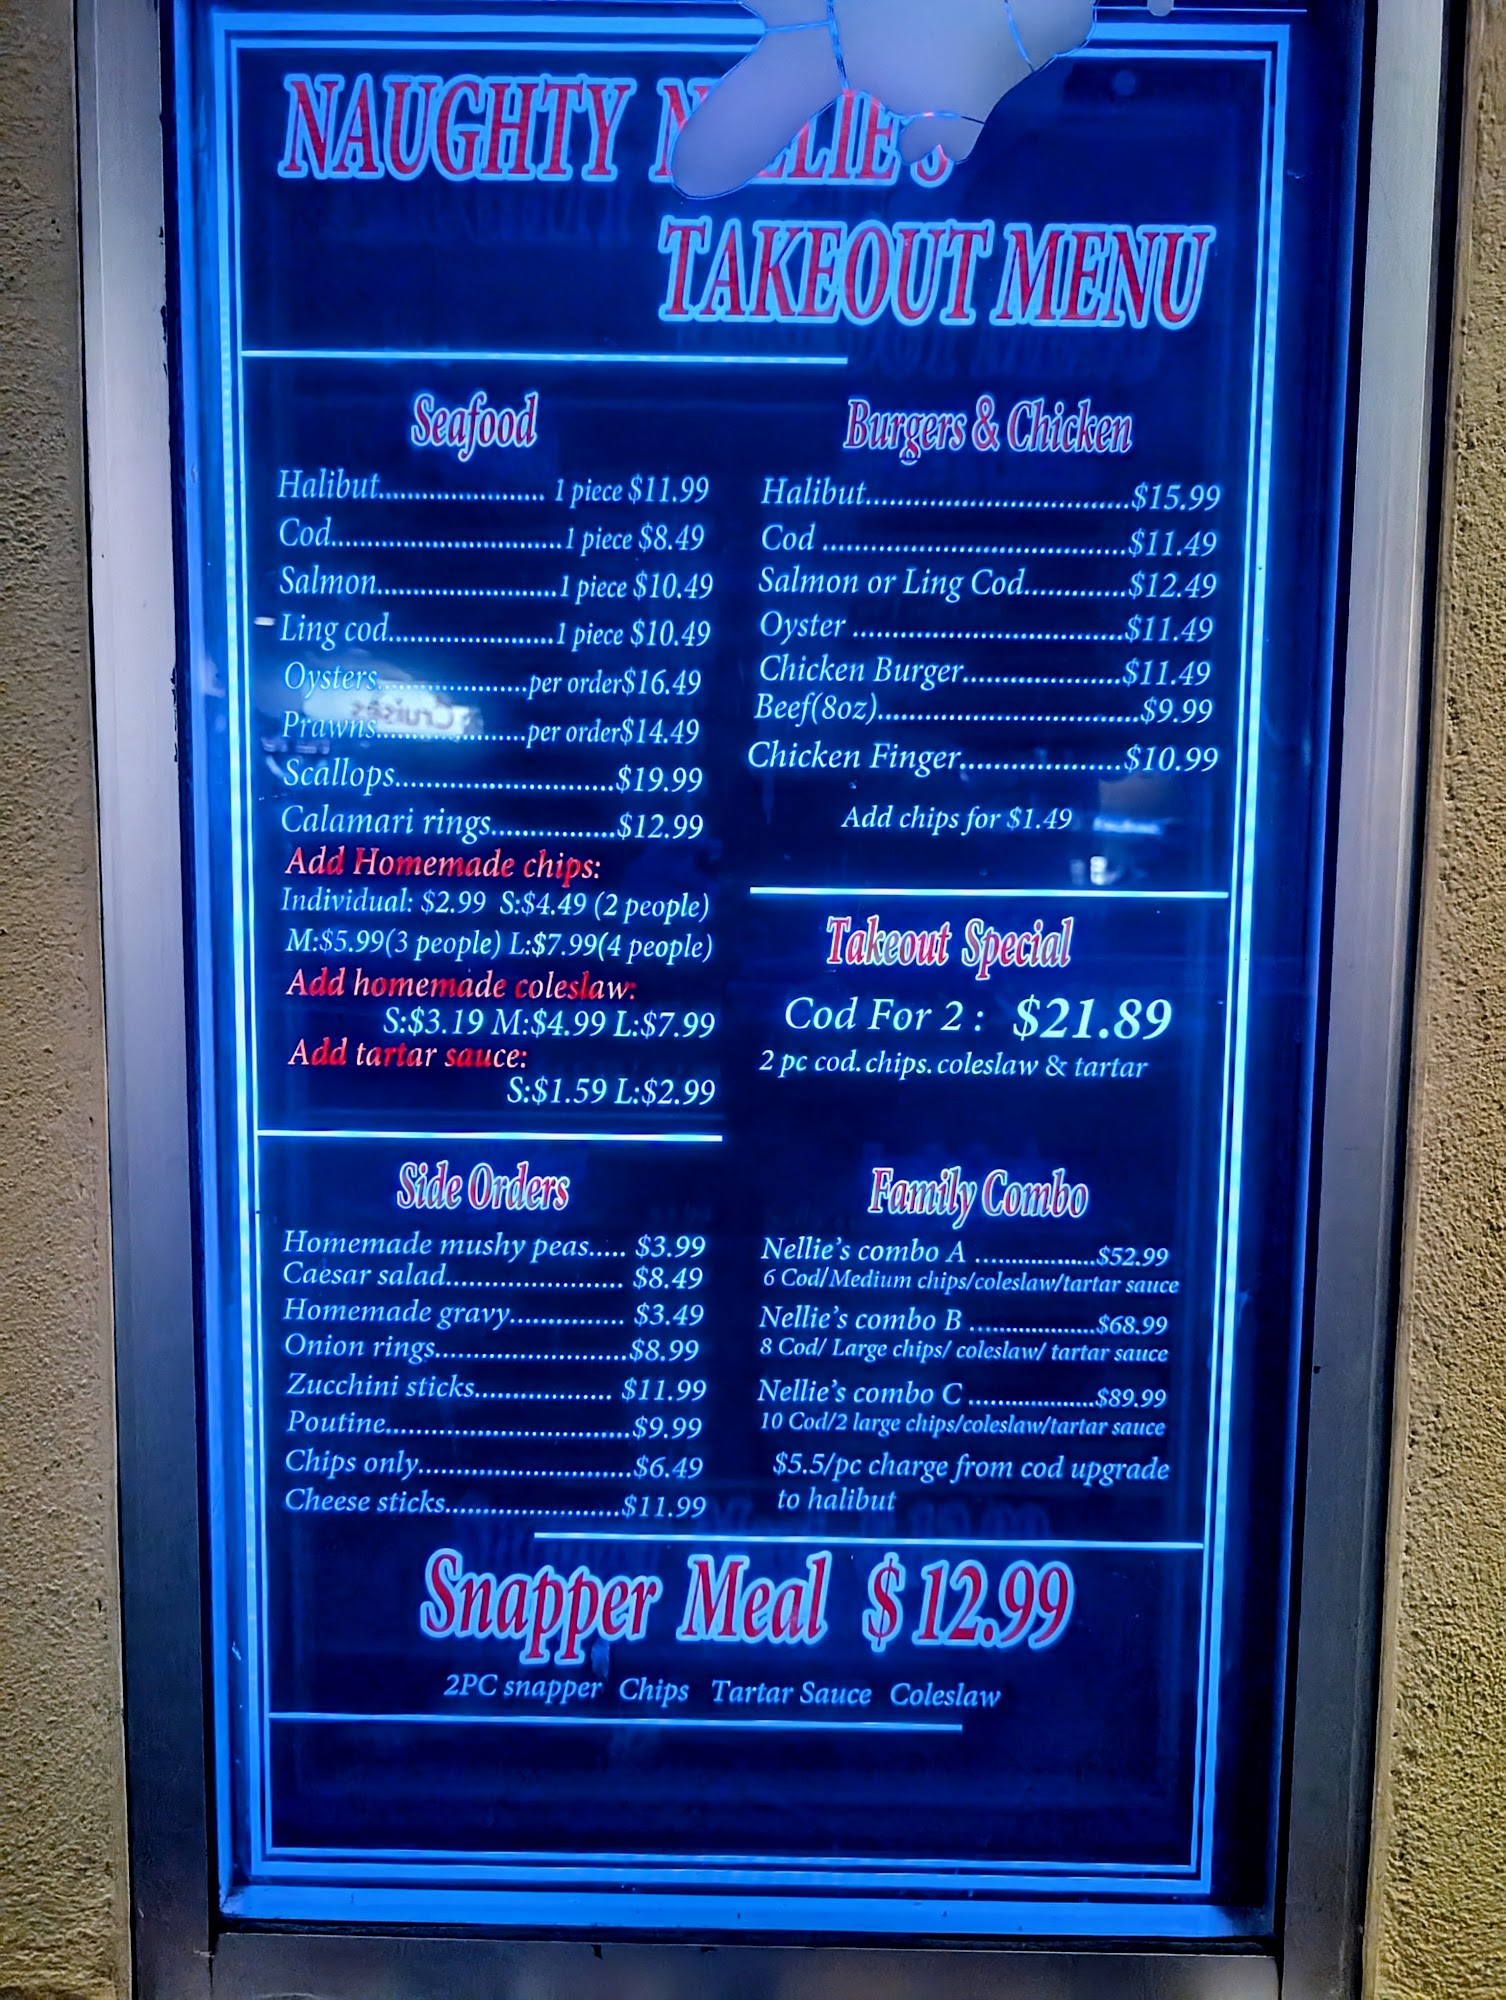 NAUGHTY NELLIE'S
TAKEOUT MENU
Seafood
Halibut...................... 1 piece $11.99
Cod...............................1 piece $8.49
Salmon........................1 piece $10.49
Ling cod......................1 piece $10.49
Oysters....................per order$16.49
Prawns....................per order$14.49
Scallops.............................$19.99
Calamari rings................$12.99
Add Homemade chips:
Individual: $2.99 S:$4.49 (2 people)
M:$5.99(3 people) L:$7.99(4 people)
Add homemade coleslaw:
S:$3.19 M:$4.99 L:$7.99
Add tartar sauce:
S:$1.59 L:$2.99
Side Orders
Homemade mushy peas..... $3.99
Caesar salad........................ $8.49
Homemade gravy............... $3.49
Onion rings.........................$8.99
Zucchini sticks.................. $11.99
Poutine................................$9.99
Chips only............................$6.49
Cheese sticks.......................$11.99
Burgers & Chicken
Halibut.................................$15.99
Cod ......................................$11.49
Salmon or Ling Cod.............$12.49
Oyster ..................................$11.49
Chicken Burger....................$11.49
Beef(8oz).................................$9.99
Chicken Finger....................$10.99
Add chips for $1.49
Takeout Special
Cod For 2 : $21.89
2 pc cod. chips. coleslaw & tartar
Family Combo
Nellie's combo A ..................$52.99
6 Cod/Medium chips/coleslaw/tartar sauce
Nellie's combo B ...................$68.99
8 Cod/ Large chips/ coleslaw/ tartar sauce
Nellie's combo C ...................$89.99
10 Cod/2 large chips/coleslaw/tartar sauce
$5.5/pc charge from cod upgrade
to halibut
Snapper Meal $ 12.99
2PC snapper Chips Tartar Sauce Coleslaw